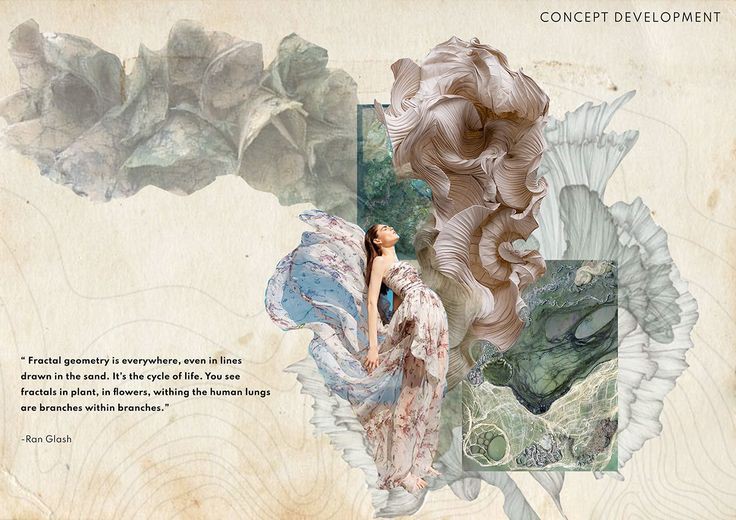 CONCEPT DEVELOPMENT
“ Fractal geometry is everywhere, even in lines
drawn in the sand. It’s the cycle of life. You see
fractals in plant, in flowers, withing the human lungs
are branches within branches.”
-Ran Glash